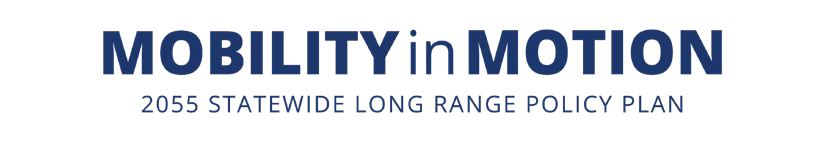 MOBILITY in MOTION
2055 STATEWIDE LONG RANGE POLICY PLAN